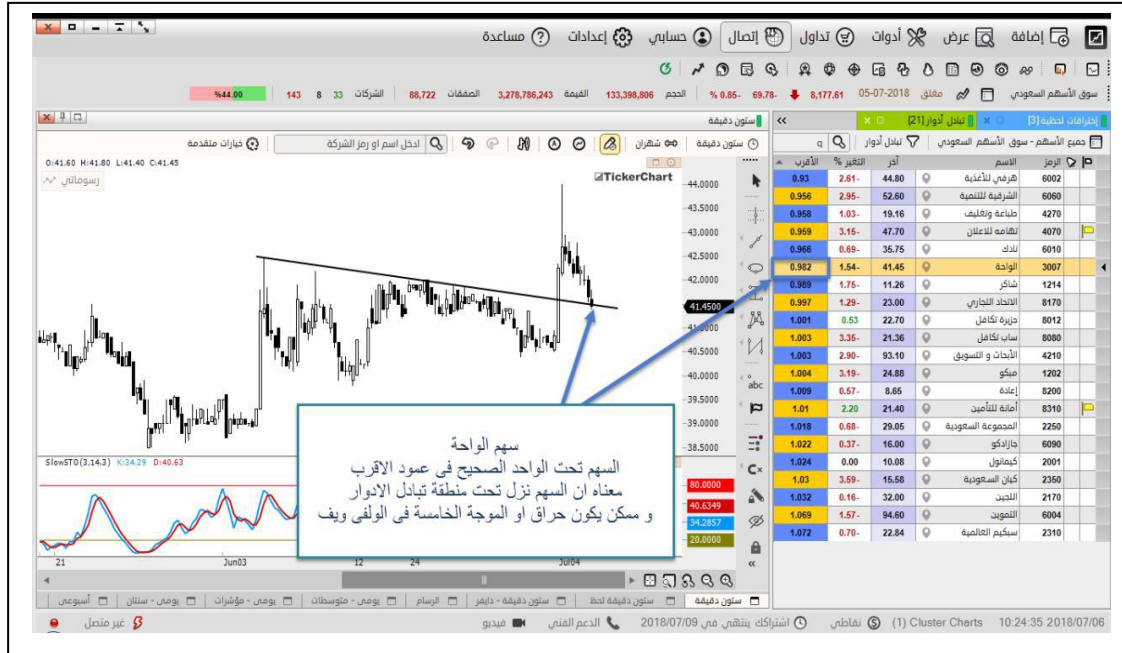 إضافة عرض أدوات تداول إتصال حسابي إعدادات مساعدة
سوق الأسهم السعودي مغلق 05-07-2018 8,177.61 69.78- 0.85- % الحجم 133,398,806 القيمة 3,278,786,243 الصفقات 88,722 الشركات 33 8 143 %44.00
إختراقات لحظية [3] تبادل أدوار [21]
ستون دقيقة
جميع الأسهم - سوق الأسهم السعودي تبادل أدوار q
ستون دقيقة شهران ادخل اسم او رمز الشركة خيارات متقدمة
O:41.60 H:41.80 L:41.40 C:41.45
رسوماتي
TickerChart
الرمز الاسم آخر التغير % الأقرب
6002 هرفي للأغذية 44.80 2.61- 0.93
6060 الشرقية للتنمية 52.60 2.95- 0.956
4270 طباعة وتغليف 19.16 1.03- 0.958
4070 تهامه للاعلان 47.70 3.15- 0.959
6010 نادك 35.75 0.69- 0.966
3007 الواحة 41.45 1.54- 0.982
1214 شاكر 11.26 1.75- 0.989
8170 الاتحاد التجاري 23.00 1.29- 0.997
8012 جزيرة تكافل 22.70 0.53 1.001
8080 ساب تكافل 21.36 3.35- 1.003
4210 الأبحاث و التسويق 93.10 2.90- 1.003
1202 مبكو 24.88 3.19- 1.004
8200 إعادة 8.65 0.57- 1.009
8310 أمانة للتأمين 21.40 2.20 1.01
2250 المجموعة السعودية 29.05 0.68- 1.018
6090 جازادكو 16.00 0.37- 1.022
2001 كيمانول 10.08 0.00 1.024
2350 كيان السعودية 15.58 3.59- 1.03
2170 اللجين 32.00 0.16- 1.032
6004 التموين 94.60 1.57- 1.069
2310 سبكيم العالمية 22.84 0.70- 1.072
44.0000
43.5000
43.0000
42.5000
42.0000
41.4500
41.0000
40.5000
40.0000
39.5000
39.0000
38.5000
abc
سهم الواحة
السهم تحت الواحد الصحيح فى عمود الاقرب
معناه ان السهم نزل تحت منطقة تبادل الادوار
و ممكن يكون حراق او الموجة الخامسة فى الولفى ويف
SlowSTO(3.14.3) K:34.29 D:40.63
80.0000
40.6349
34.2857
20.0000
21 Jun03 12 24 Jul04
ستون دقيقة ستون دقيقة لحظ ستون دقيقة - دايفر الرسام يومي - متوسطات يومي - مؤشرات يومي - سنتان أسبوعي
2018/07/06 10:24:35 Cluster Charts (1) نقاطي اشتراكك ينتهي في 2018/07/09 الدعم الفني فيديو غير متصل